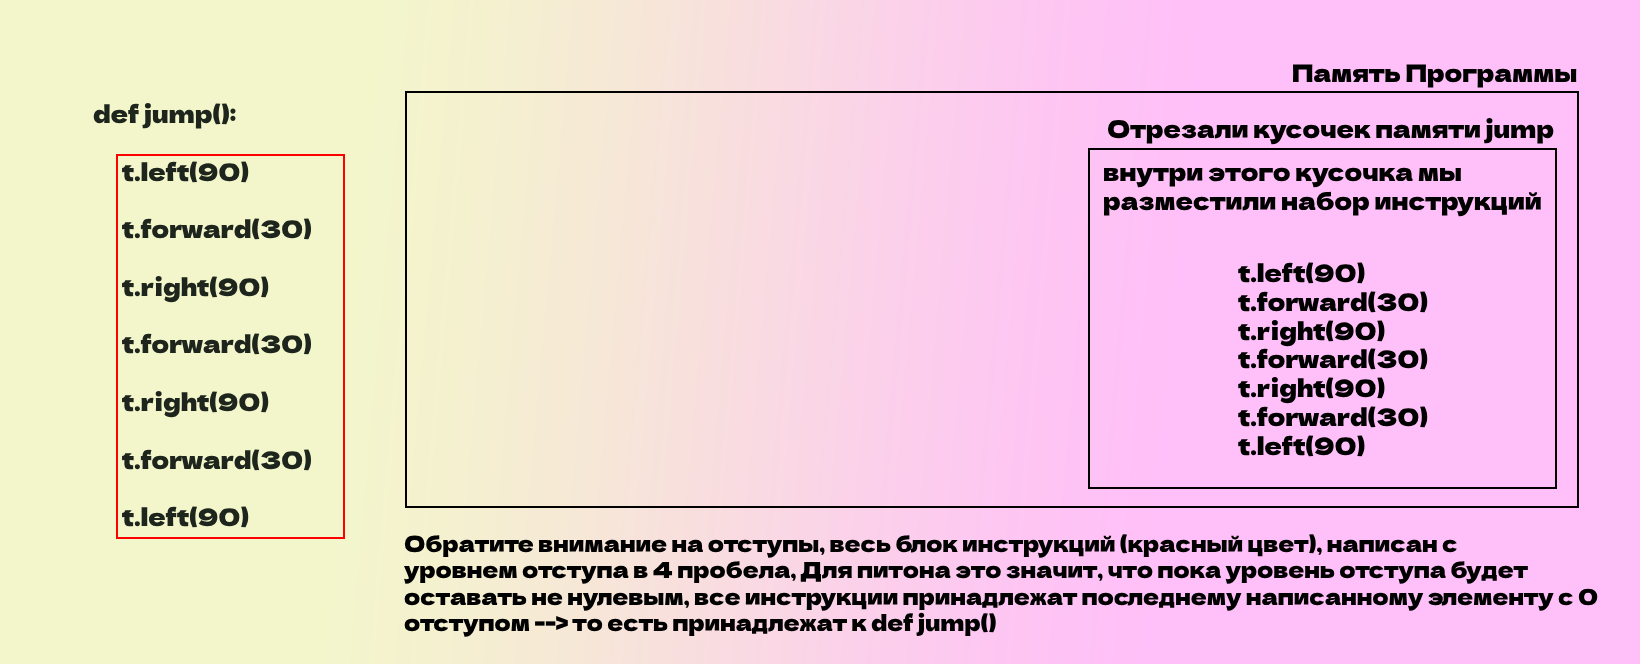 def jump():
t.left(90)
t.forward(30)
t.right(90)
t.forward(30)
t.right(90)
t.forward(30)
t.left(90)
Память Программы
Отрезали кусочек памяти jump
внутри этого кусочка мы
разместили набор инструкций
t.left(90)
t.forward(30)
t.right(90)
t.forward(30)
t.right(90)
t.forward(30)
t.left(90)
Обратите внимание на отступы, весь блок инструкций (красный цвет), написан с
уровнем отступа в 4 пробела, Для питона это значит, что пока уровень отступа будет
оставать не нулевым, все инструкции принадлежат последнему написанному элементу с 0
отступом --> то есть принадлежат к def jump()